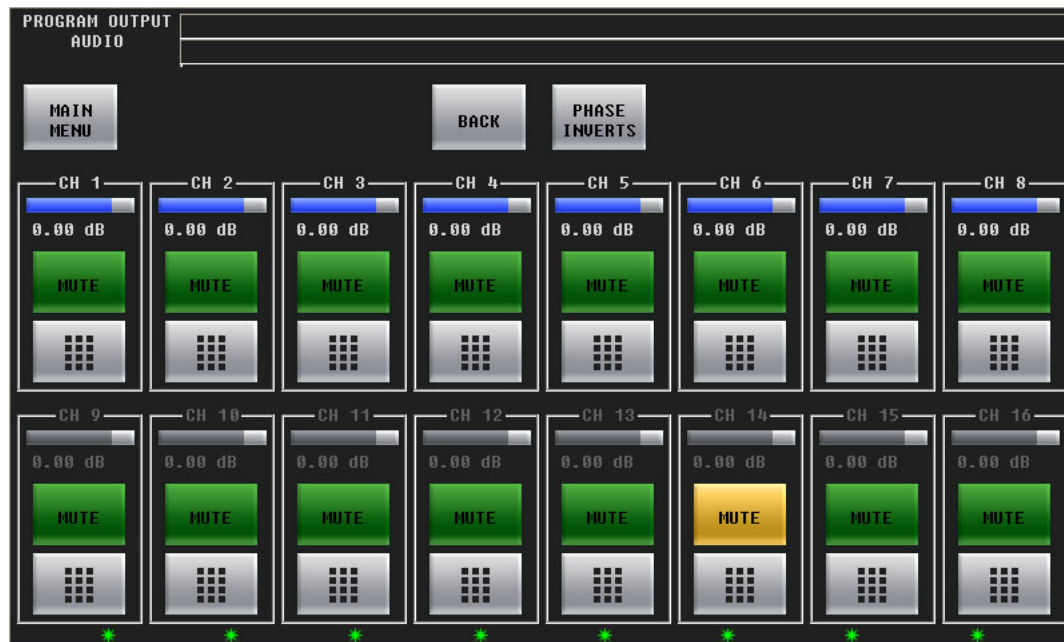 PROGRAM OUTPUT
AUDIO
MAIN
MENU
BACK
PHASE
INVERTS
CH 1 CH 2 CH 3 CH 4 CH 5 CH 6 CH 7 CH 8
0.00 dB 0.00 dB 0.00 dB 0.00 dB 0.00 dB 0.00 dB 0.00 dB 0.00 dB
MUTE MUTE MUTE MUTE MUTE MUTE MUTE MUTE
CH 9 CH 10 CH 11 CH 12 CH 13 CH 14 CH 15 CH 16
0.00 dB 0.00 dB 0.00 dB 0.00 dB 0.00 dB 0.00 dB 0.00 dB 0.00 dB
MUTE MUTE MUTE MUTE MUTE MUTE MUTE MUTE